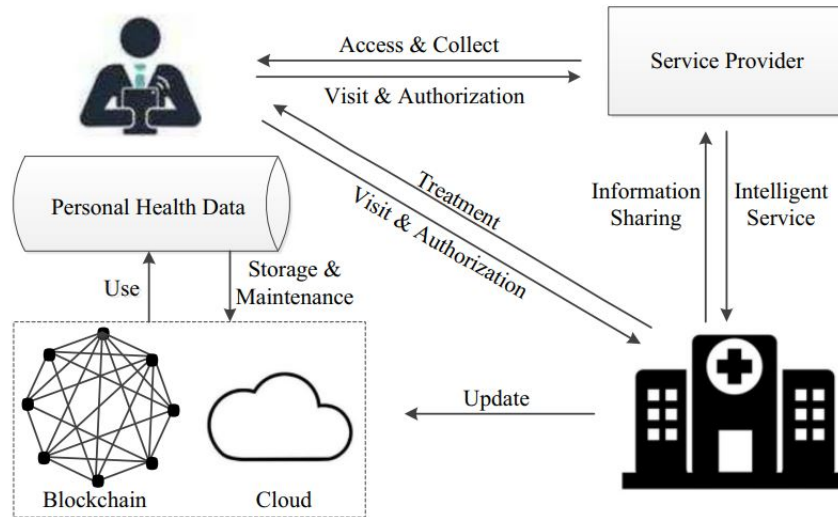 Access & Collect
Service Provider
Visit & Authorization
Personal Health Data
Treatment
Visit & Authorization
Information
Sharing
Intelligent
Service
Use
Storage &
Maintenance
Update
Blockchain
Cloud